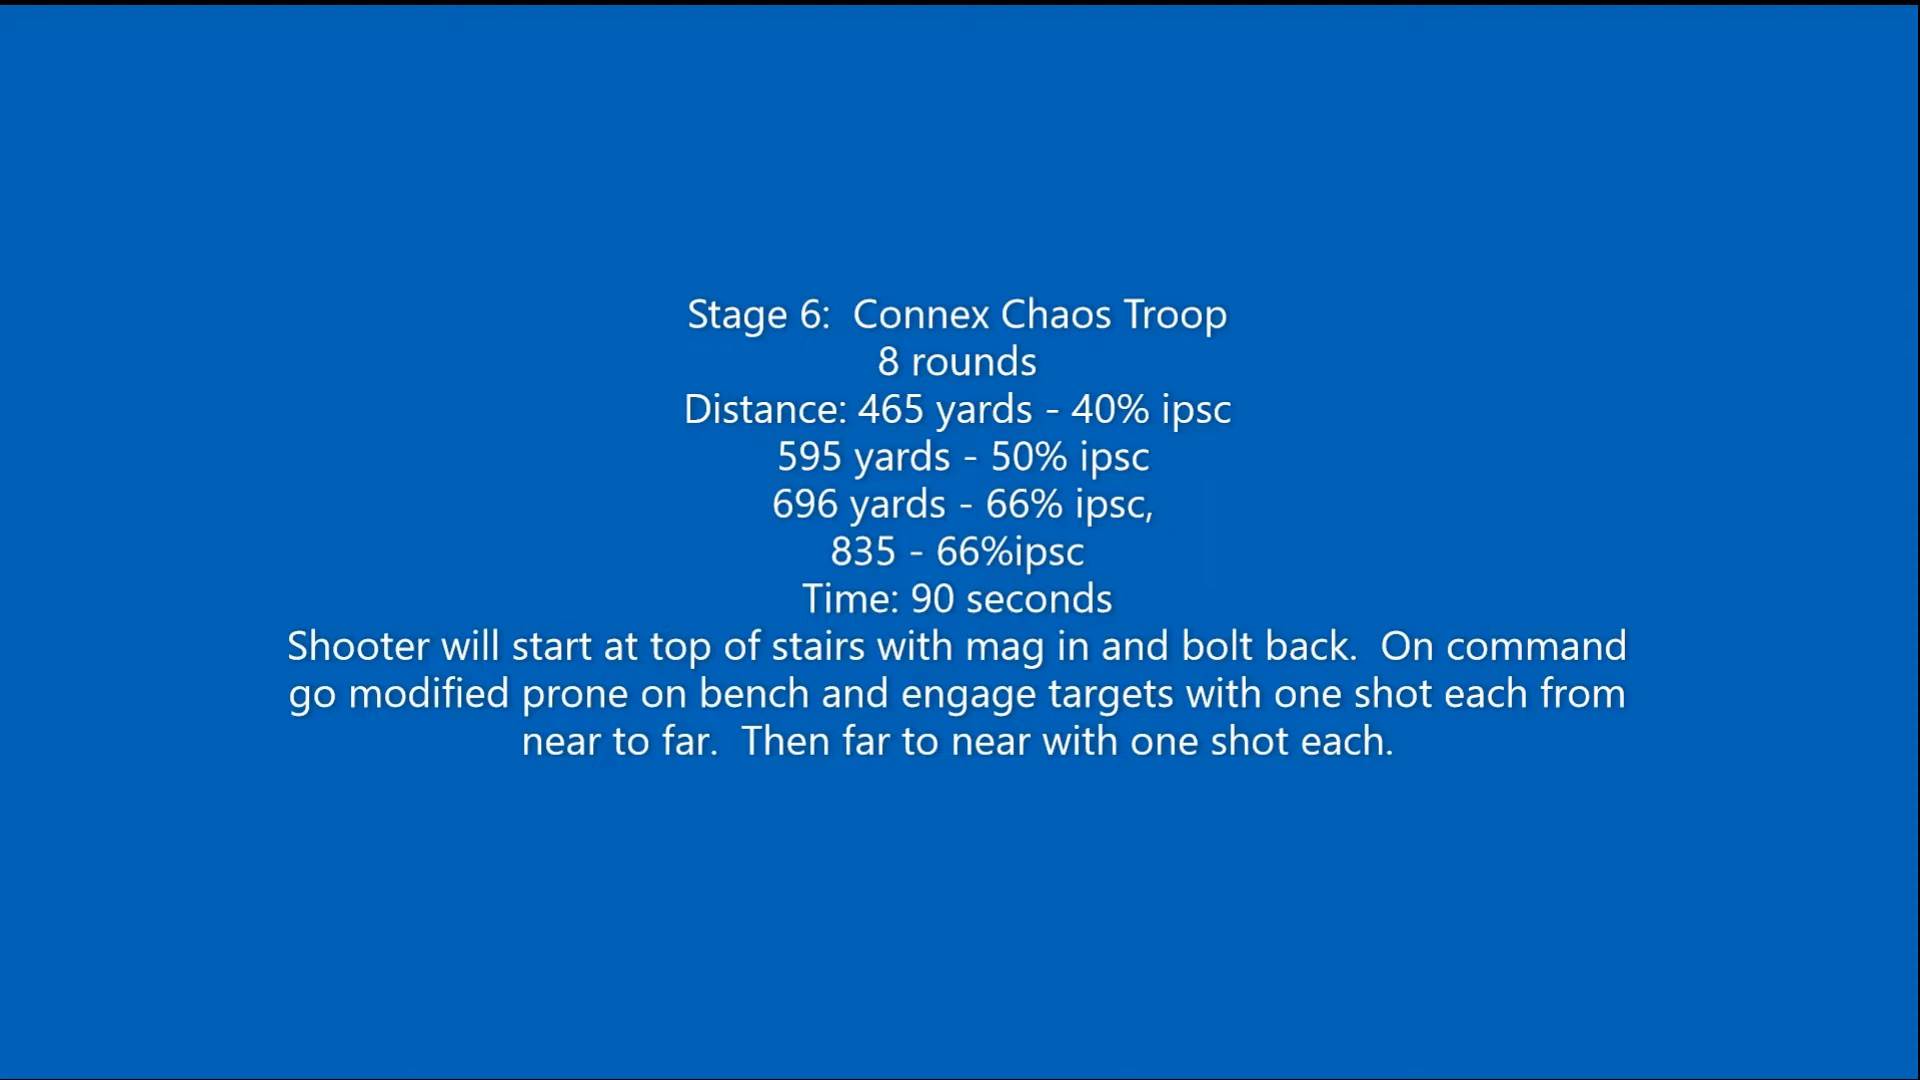 Stage 6:  Connex Chaos Troop
8 rounds
Distance: 465 yards - 40% ipsc
595 yards - 50% ipsc
696 yards - 66% ipsc,
835 - 66%ipsc
Time: 90 seconds
Shooter will start at top of stairs with mag in and bolt back.  On command
go modified prone on bench and engage targets with one shot each from
near to far.  Then far to near with one shot each.